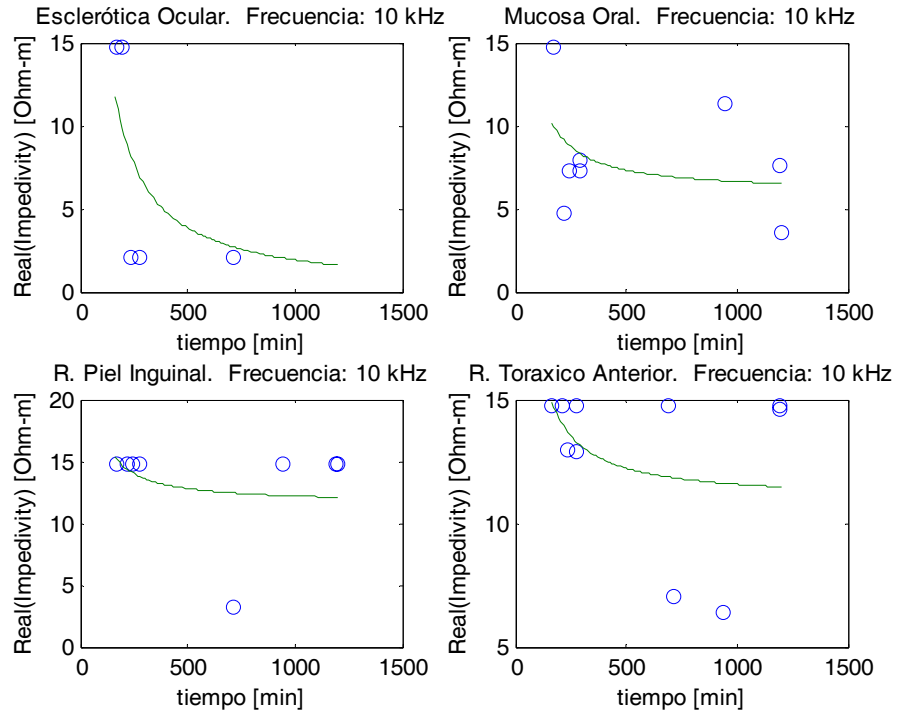 Esclerótica Ocular. Frecuencia: 10 kHz
15
10
5
0
0 500 1000 1500
Real(Impedivity) [Ohm-m]
tiempo [min]
Mucosa Oral. Frecuencia: 10 kHz
15
10
5
0
0 500 1000 1500
Real(Impedivity) [Ohm-m]
tiempo [min]
R. Piel Inguinal. Frecuencia: 10 kHz
20
15
10
5
0
0 500 1000 1500
Real(Impedivity) [Ohm-m]
tiempo [min]
R. Toraxico Anterior. Frecuencia: 10 kHz
15
10
5
0 500 1000 1500
Real(Impedivity) [Ohm-m]
tiempo [min]